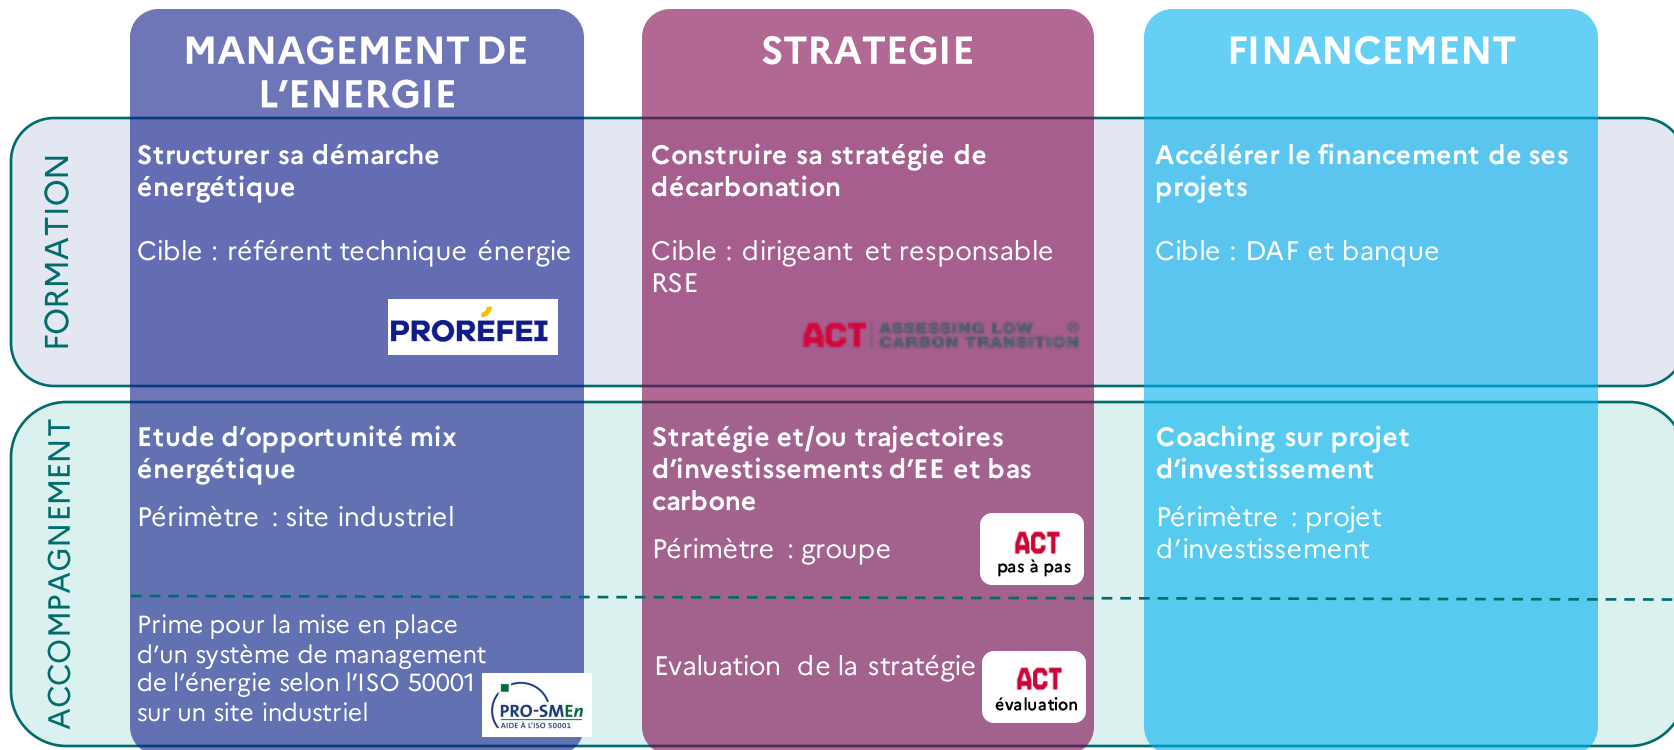 MANAGEMENT DE
L’ENERGIE
STRATEGIE
FINANCEMENT
FORMATION
Structurer sa démarche
énergétique
Cible : référent technique énergie
PRORÉFEI
Construire sa stratégie de
décarbonation
Cible : dirigeant et responsable
RSE
ACT ASSESSING LOW ®
CARBON TRANSITION
Accélérer le financement de ses
projets
Cible : DAF et banque
ACCOMPAGNEMENT
Etude d’opportunité mix
énergétique
Périmètre : site industriel
Stratégie et/ou trajectoires
d’investissements d’EE et bas
carbone
Périmètre : groupe
ACT
pas à pas
Coaching sur projet
d’investissement
Périmètre : projet
d’investissement
Prime pour la mise en place
d’un système de management
de l’énergie selon l’ISO 50001
sur un site industriel
PRO-SMEn
AIDE À L'ISO 50001
Evaluation de la stratégie
ACT
évaluation